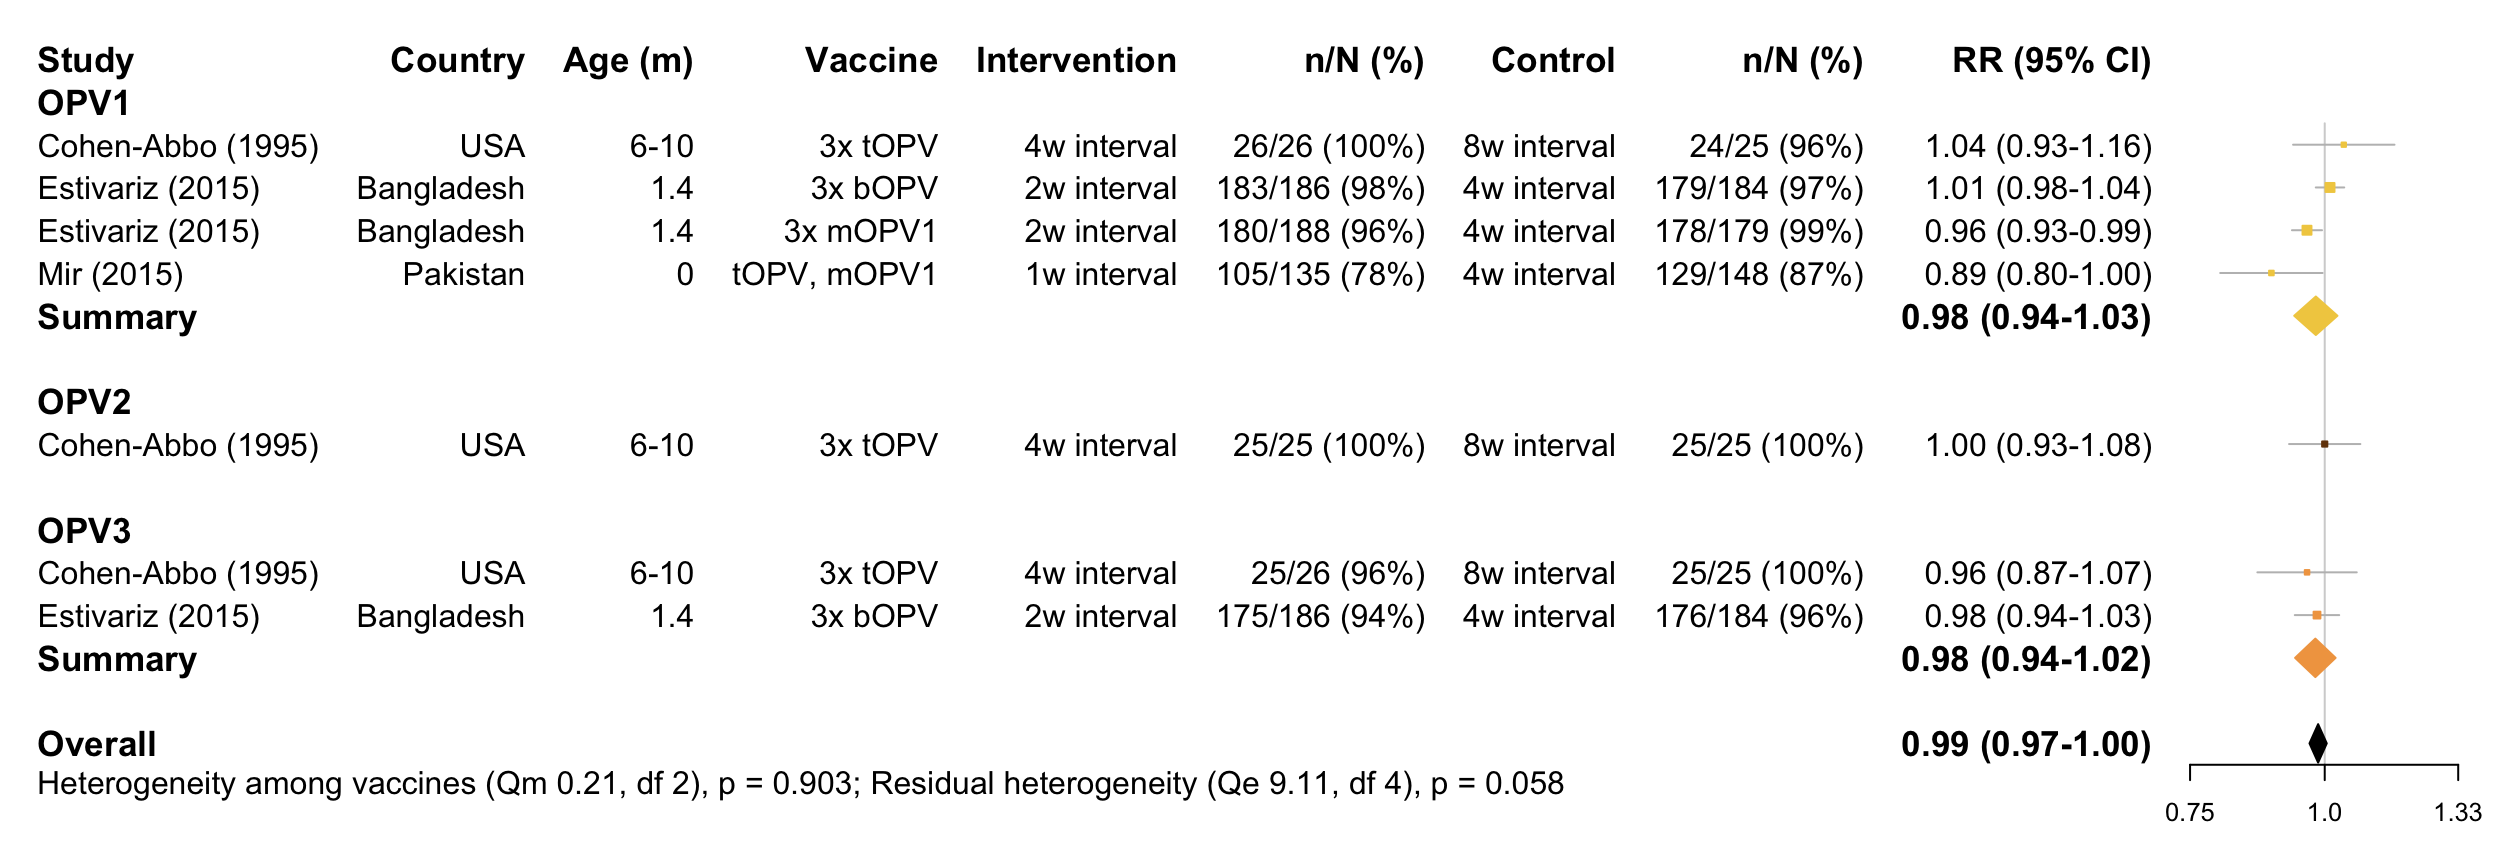 Study Country Age (m) Vaccine Intervention n/N (%) Control n/N (%) RR (95% CI)
OPV1
Cohen-Abbo (1995) USA 6-10 3x tOPV 4w interval 26/26 (100%) 8w interval 24/25 (96%) 1.04 (0.93-1.16)
Estivariz (2015) Bangladesh 1.4 3x bOPV 2w interval 183/186 (98%) 4w interval 179/184 (97%) 1.01 (0.98-1.04)
Estivariz (2015) Bangladesh 1.4 3x mOPV1 2w interval 180/188 (96%) 4w interval 178/179 (99%) 0.96 (0.93-0.99)
Mir (2015) Pakistan 0 tOPV, mOPV1 1w interval 105/135 (78%) 4w interval 129/148 (87%) 0.89 (0.80-1.00)
Summary 0.98 (0.94-1.03)
OPV2
Cohen-Abbo (1995) USA 6-10 3x tOPV 4w interval 25/25 (100%) 8w interval 25/25 (100%) 1.00 (0.93-1.08)
OPV3
Cohen-Abbo (1995) USA 6-10 3x tOPV 4w interval 25/26 (96%) 8w interval 25/25 (100%) 0.96 (0.87-1.07)
Estivariz (2015) Bangladesh 1.4 3x bOPV 2w interval 175/186 (94%) 4w interval 176/184 (96%) 0.98 (0.94-1.03)
Summary 0.98 (0.94-1.02)
Overall 0.99 (0.97-1.00)
Heterogeneity among vaccines (Qm 0.21, df 2), p = 0.903; Residual heterogeneity (Qe 9.11, df 4), p = 0.058
0.75 1.0 1.33